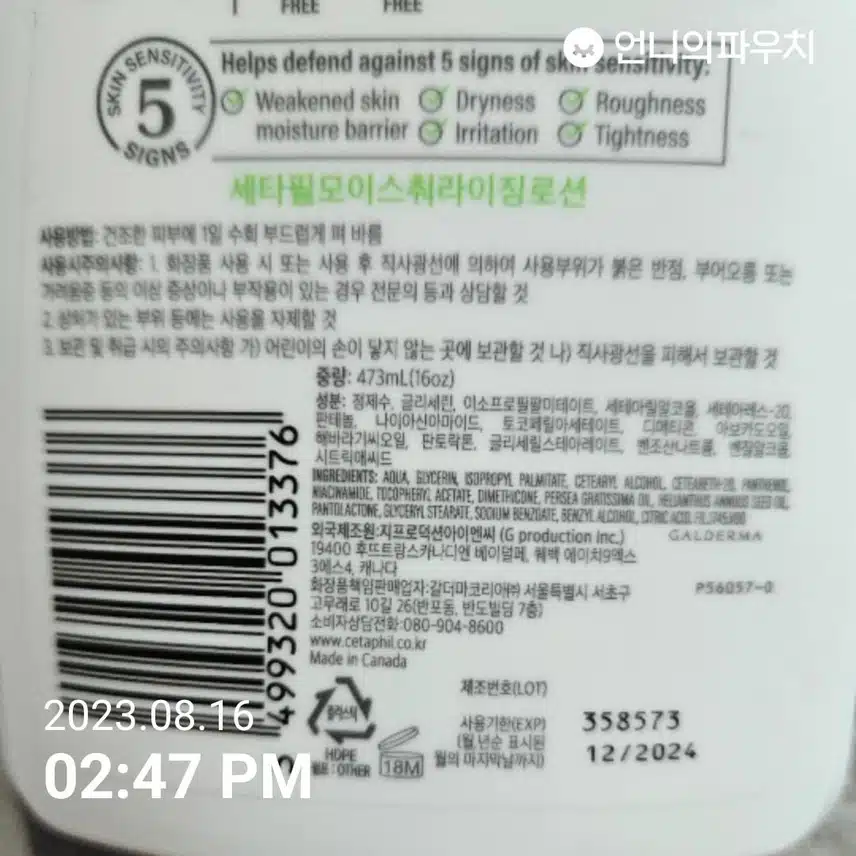 FREE FREE
언니의파우치
SKIN SENSITIVITY 5 SIGNS
Helps defend against 5 signs of skin sensitivity:
Weakened skin moisture barrier
Dryness
Roughness
Irritation
Tightness
세타필모이스춰라이징로션
사용방법: 건조한 피부에 1일 수회 부드럽게 펴 바름
사용시주의사항: 1. 화장품 사용 시 또는 사용 후 직사광선에 의하여 사용부위가 붉은 반점, 부어오름 또는
가려움증 등의 이상 증상이나 부작용이 있는 경우 전문의 등과 상담할 것
2. 상처가 있는 부위 등에는 사용을 자제할 것
3. 보관 및 취급 시의 주의사항 가) 어린이의 손이 닿지 않는 곳에 보관할 것 나) 직사광선을 피해서 보관할 것
중량: 473mL(16oz)
성분: 정제수, 글리세린, 이소프로필팔미테이트, 세테아릴알코올, 세테아레스-20,
판테놀, 나이아신아마이드, 토코페릴아세테이트, 디메티콘, 아보카도오일,
해바라기씨오일, 판토락톤, 글리세릴스테아레이트, 벤조산나트륨, 벤질알코올,
시트릭애씨드
INGREDIENTS: AQUA, GLYCERIN, ISOPROPYL PALMITATE, CETEARYL ALCOHOL, CETEARETH-20, PANTHENOL,
NIACINAMIDE, TOCOPHERYL ACETATE, DIMETHICONE, PERSEA GRATISSIMA OIL, HELIANTHUS ANNUUS SEED OIL,
PANTOLACTONE, GLYCERYL STEARATE, SODIUM BENZOATE, BENZYL ALCOHOL, CITRIC ACID.
외국제조원:지프로덕션아이엔씨 (G production Inc.)
GALDERMA
19400 후뜨트랑스카나디엔 베이덜페, 퀘백 에이치9엑스
3에스4, 캐나다
화장품책임판매업자:갈더마코리아㈜ 서울특별시 서초구
P56057-0
고무래로 10길 26(반포동, 반도빌딩 7층)
소비자상담전화:080-904-8600
www.cetaphil.co.kr
Made in Canada
499320 013376
플라스틱
HDPE
펌프 : OTHER
18M
제조번호(LOT)
사용기한(EXP)
(월 년순 표시된
월의 마지막날까지)
358573
12/2024
2023.08.16
02:47 PM